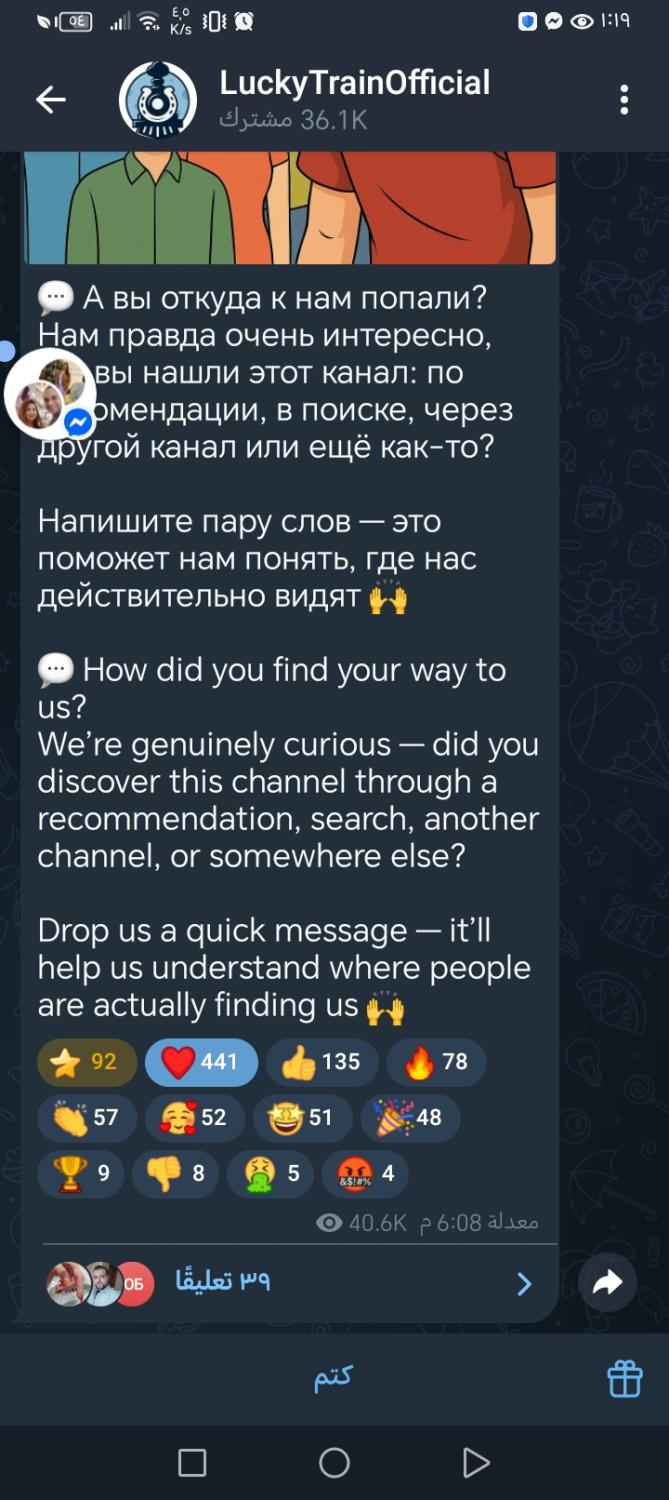 ٤,٥ K/s
١:١٩
LuckyTrainOfficial
36.1K مشترك
💬 А вы откуда к нам попали?
Нам правда очень интересно,
вы нашли этот канал: по
омендации, в поиске, через
другой канал или ещё как-то?
Напишите пару слов — это
поможет нам понять, где нас
действительно видят 🙌
💬 How did you find your way to
us?
We’re genuinely curious — did you
discover this channel through a
recommendation, search, another
channel, or somewhere else?
Drop us a quick message — it’ll
help us understand where people
are actually finding us 🙌
⭐ 92 ❤️ 441 👍 135 🔥 78
👏 57 🥰 52 🤩 51 🎉 48
🏆 9 👎 8 🤮 5 🤬 4
40.6K معدلة 6:08 م
ОБ ٣٩ تعليقًا
كتم